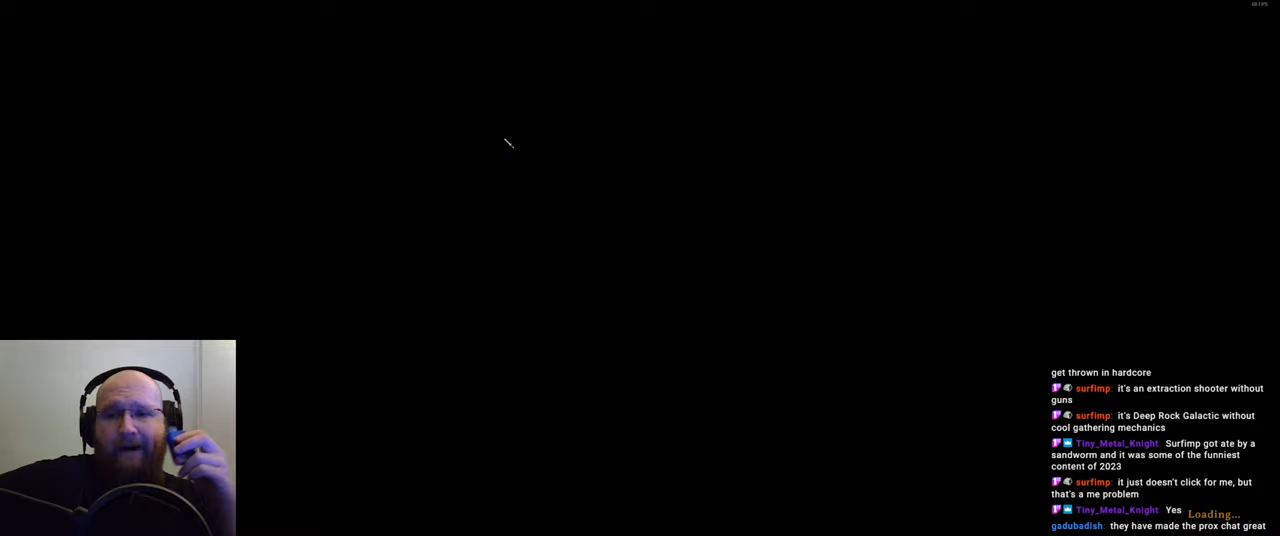 get thrown in hardcore
surfimp: it's an extraction shooter without
guns
surfimp: it's Deep Rock Galactic without
cool gathering mechanics
Tiny_Metal_Knight: Surfimp got ate by a
sandworm and it was some of the funniest
content of 2023
surfimp: it just doesn't click for me, but
that's a me problem
Tiny_Metal_Knight: Yes
Loading...
gadubadish: they have made the prox chat great